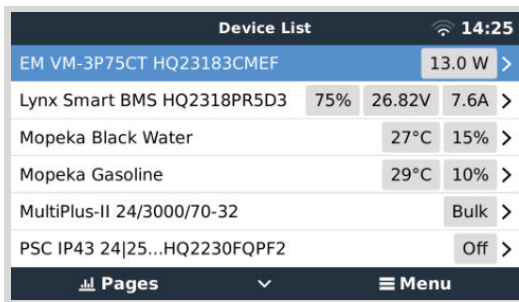 Device List 14:25
EM VM-3P75CT HQ23183CMEF 13.0 W >
Lynx Smart BMS HQ2318PR5D3 75% 26.82V 7.6A >
Mopeka Black Water 27°C 15% >
Mopeka Gasoline 29°C 10% >
MultiPlus-II 24/3000/70-32 Bulk >
PSC IP43 24|25...HQ2230FQPF2 Off >
Pages Menu